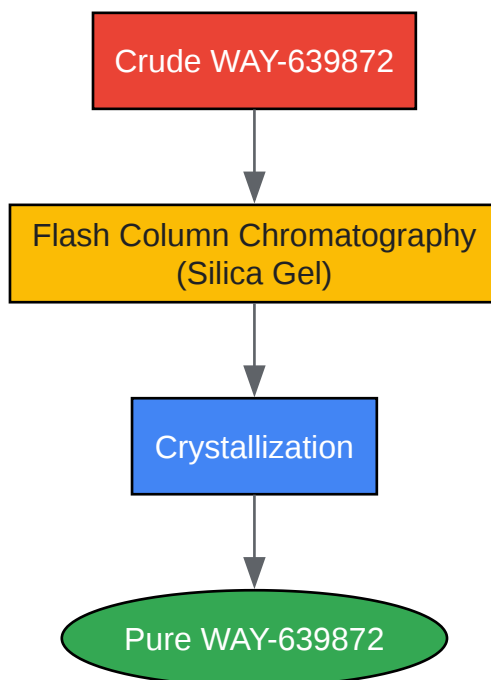 Crude WAY-639872
Flash Column Chromatography
(Silica Gel)
Crystallization
Pure WAY-639872